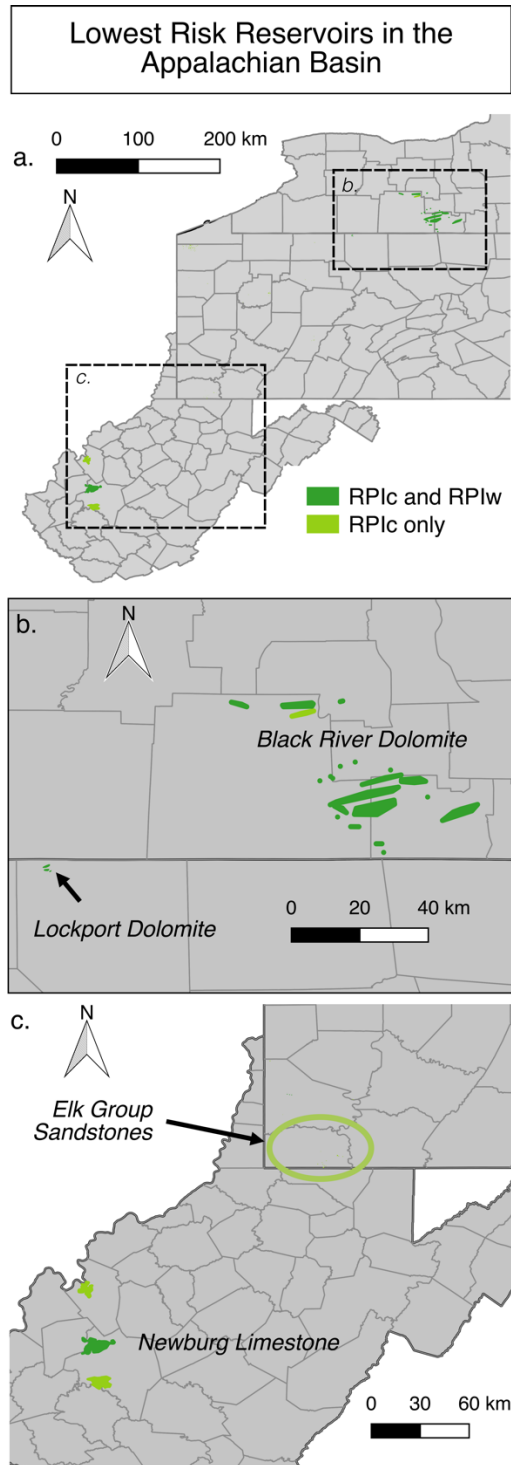 Lowest Risk Reservoirs in the
Appalachian Basin
a.
0 100 200 km
N
b.
c.
RPIc and RPIw
RPIc only
b.
N
Black River Dolomite
Lockport Dolomite
0 20 40 km
c.
N
Elk Group
Sandstones
Newburg Limestone
0 30 60 km